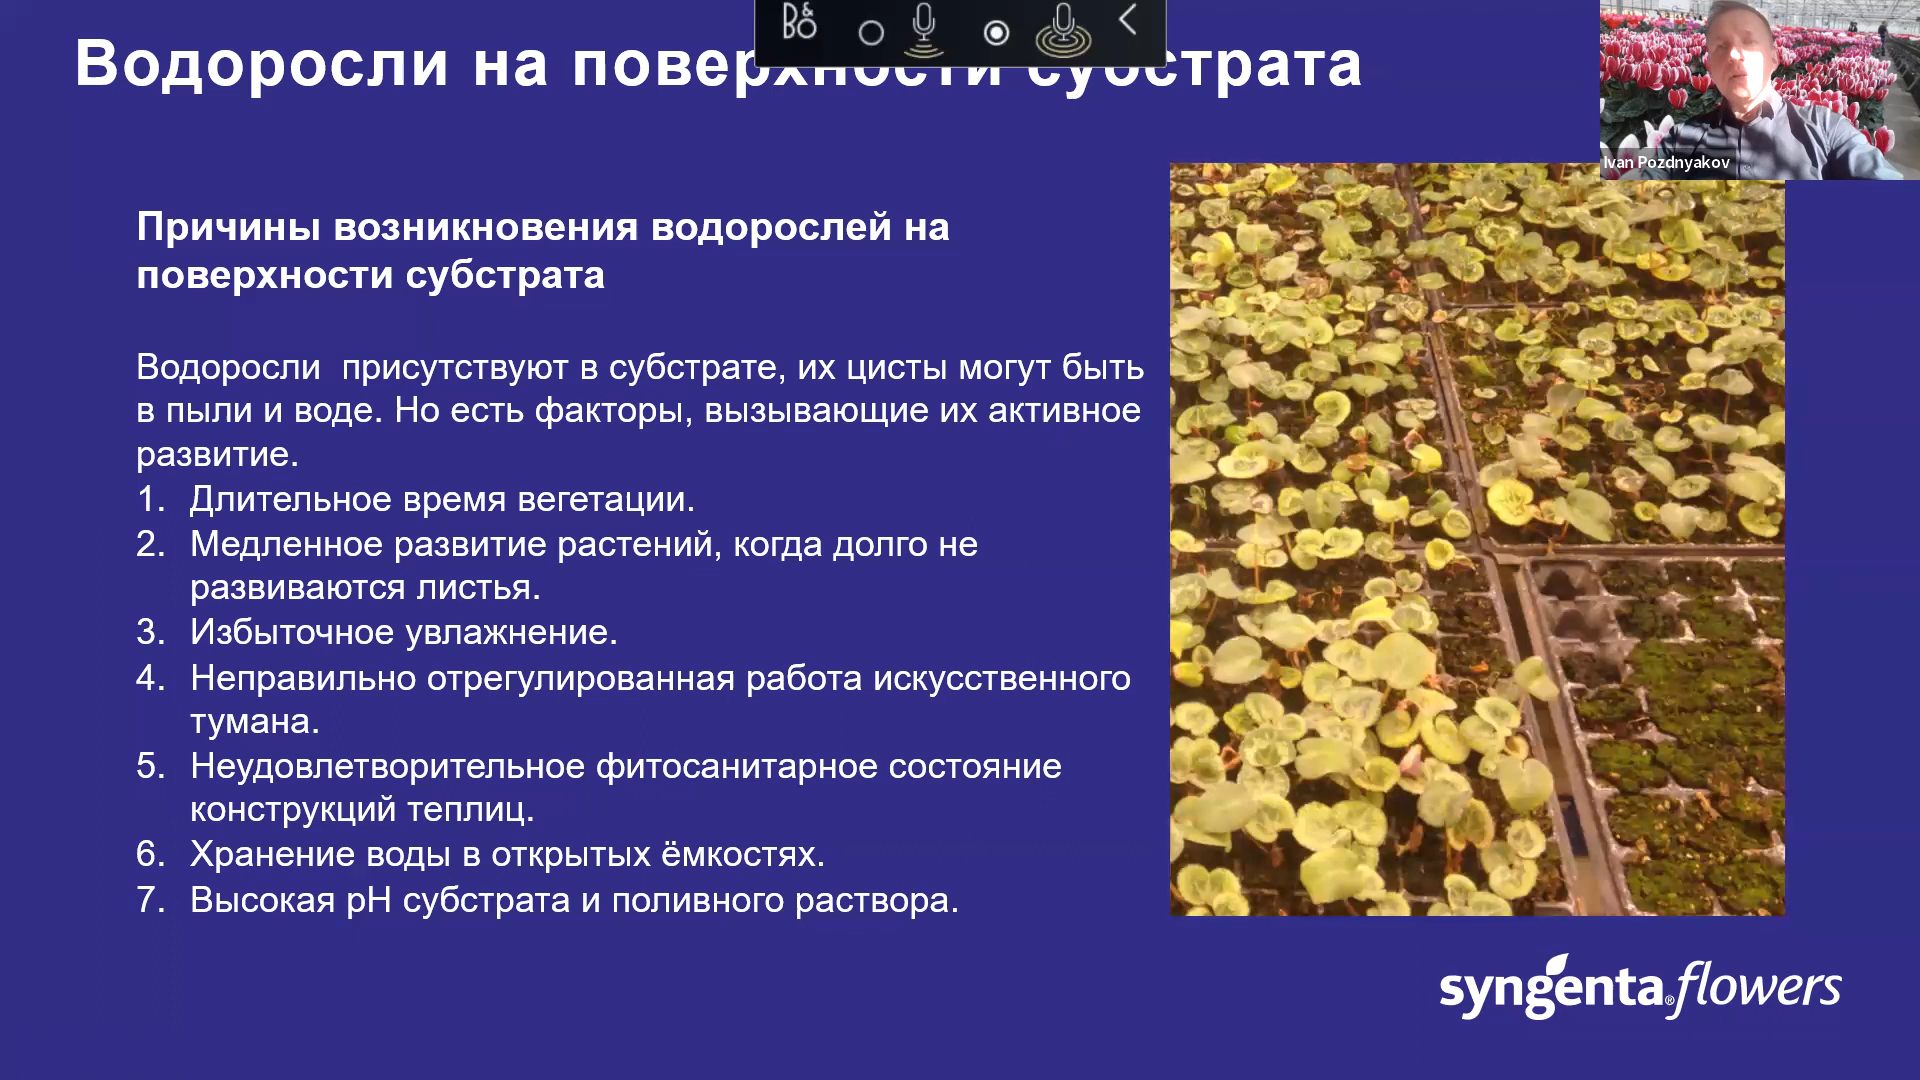 B&O
Водоросли на поверхности субстрата
Ivan Pozdnyakov
Причины возникновения водорослей на
поверхности субстрата
Водоросли присутствуют в субстрате, их цисты могут быть
в пыли и воде. Но есть факторы, вызывающие их активное
развитие.
1. Длительное время вегетации.
2. Медленное развитие растений, когда долго не
развиваются листья.
3. Избыточное увлажнение.
4. Неправильно отрегулированная работа искусственного
тумана.
5. Неудовлетворительное фитосанитарное состояние
конструкций теплиц.
6. Хранение воды в открытых ёмкостях.
7. Высокая pH субстрата и поливного раствора.
syngenta® flowers